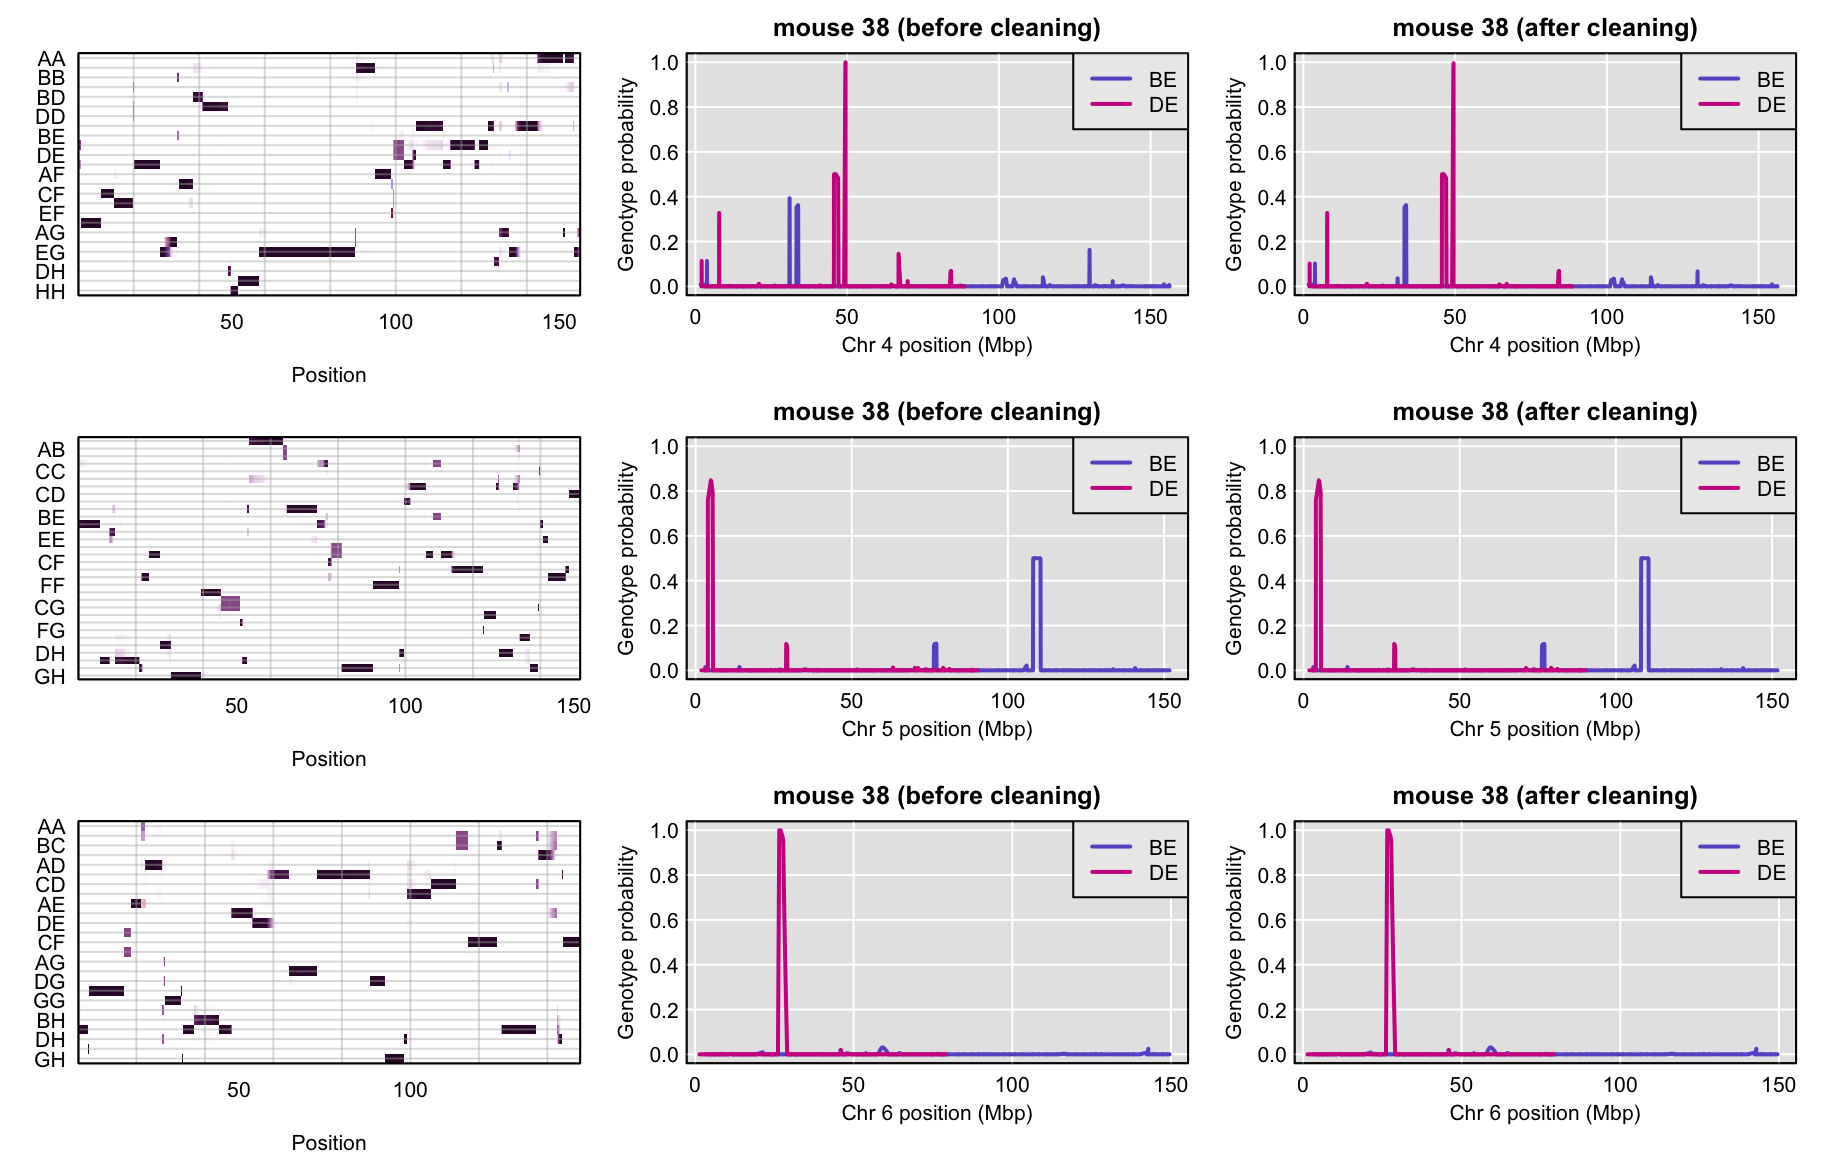 AA
BB
BD
DD
BE
DE
AF
CF
EF
AG
EG
DH
HH
50
100
150
Position
mouse 38 (before cleaning)
Genotype probability
1.0
0.8
0.6
0.4
0.2
0.0
BE
DE
0
50
100
150
Chr 4 position (Mbp)
mouse 38 (after cleaning)
Genotype probability
1.0
0.8
0.6
0.4
0.2
0.0
BE
DE
0
50
100
150
Chr 4 position (Mbp)
AB
CC
CD
BE
EE
CF
FF
CG
FG
DH
GH
50
100
150
Position
mouse 38 (before cleaning)
Genotype probability
1.0
0.8
0.6
0.4
0.2
0.0
BE
DE
0
50
100
150
Chr 5 position (Mbp)
mouse 38 (after cleaning)
Genotype probability
1.0
0.8
0.6
0.4
0.2
0.0
BE
DE
0
50
100
150
Chr 5 position (Mbp)
AA
BC
AD
CD
AE
DE
CF
AG
DG
GG
BH
DH
GH
50
100
Position
mouse 38 (before cleaning)
Genotype probability
1.0
0.8
0.6
0.4
0.2
0.0
BE
DE
0
50
100
150
Chr 6 position (Mbp)
mouse 38 (after cleaning)
Genotype probability
1.0
0.8
0.6
0.4
0.2
0.0
BE
DE
0
50
100
150
Chr 6 position (Mbp)